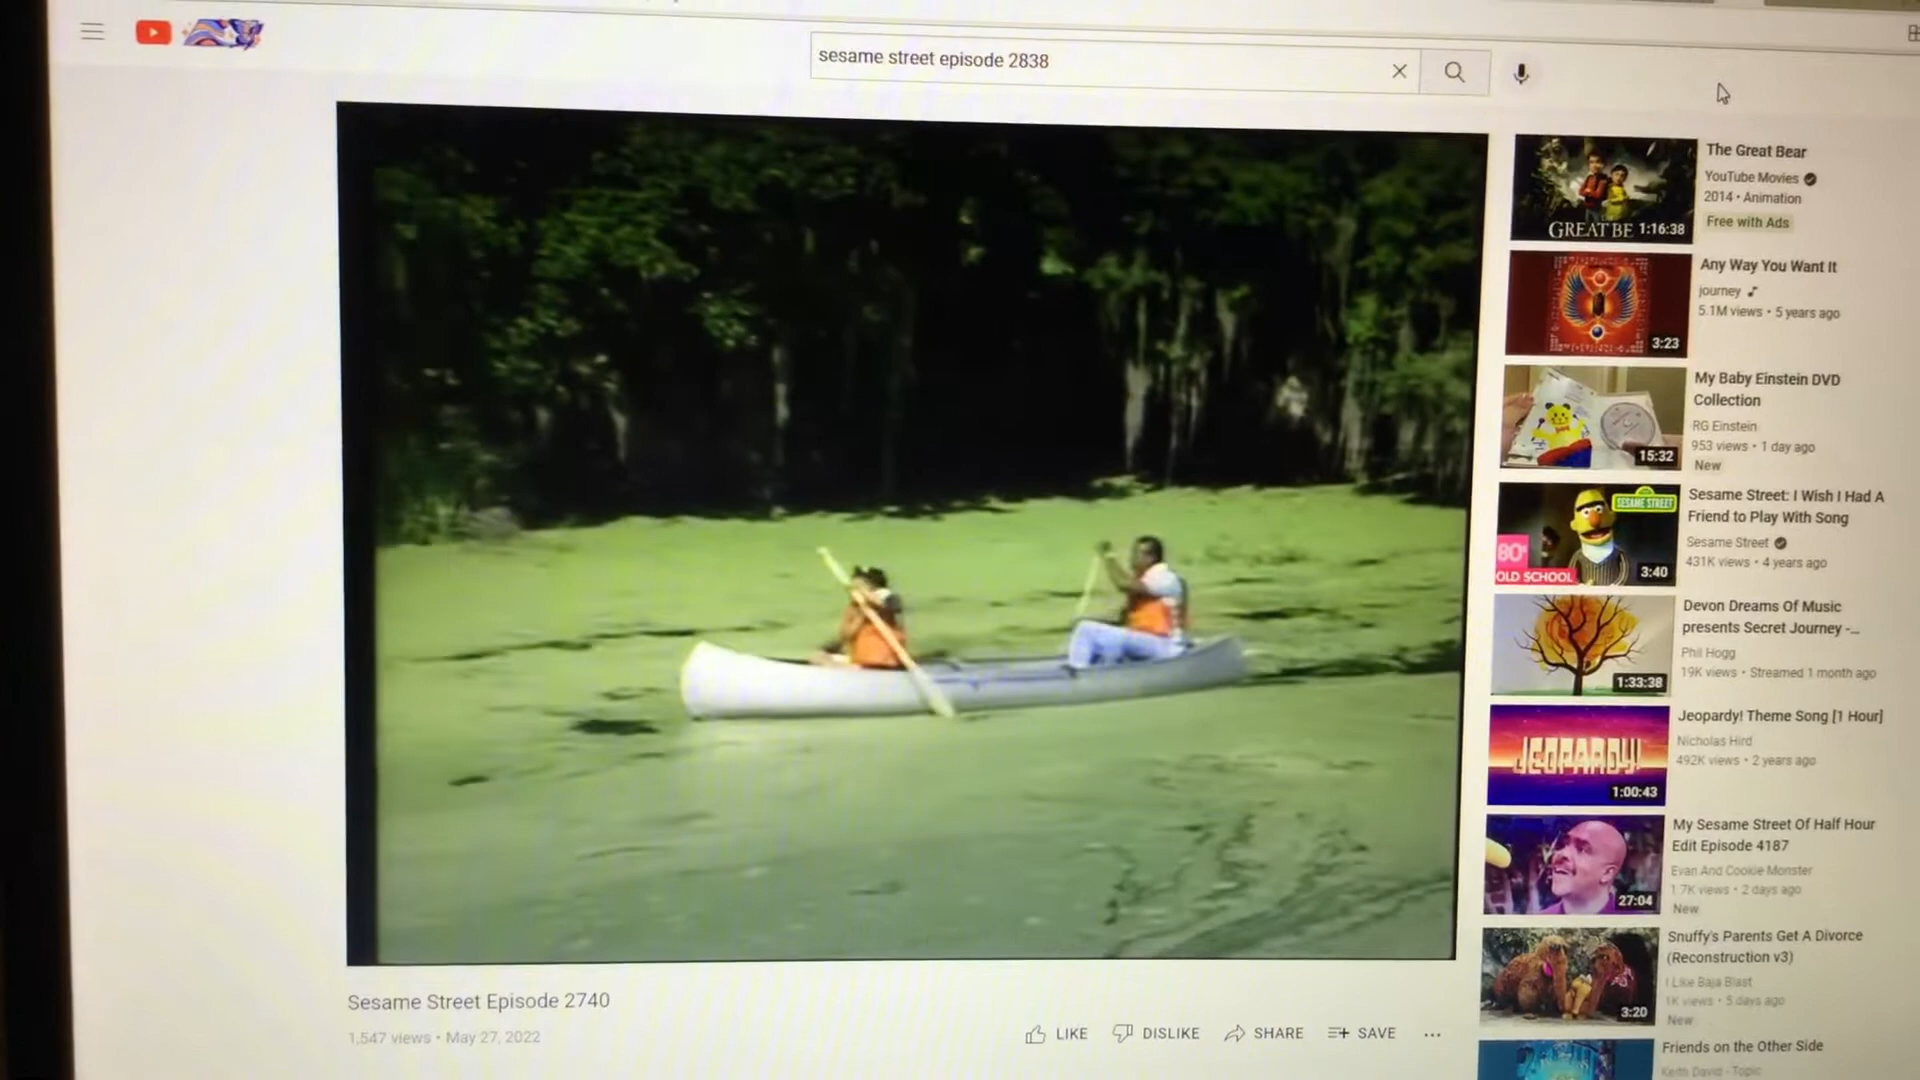 sesame street episode 2838
The Great Bear
YouTube Movies
2014 • Animation
Free with Ads
GREAT BE 1:16:38
Any Way You Want It
journey
5.1M views • 5 years ago
3:23
My Baby Einstein DVD
Collection
RG Einstein
953 views • 1 day ago
New
15:32
Sesame Street: I Wish I Had A
Friend to Play With Song
Sesame Street
431K views • 4 years ago
SESAME STREET
80s
OLD SCHOOL
3:40
Devon Dreams Of Music
presents Secret Journey -...
Phil Hogg
19K views • Streamed 1 month ago
1:33:38
Jeopardy! Theme Song [1 Hour]
Nicholas Hird
492K views • 2 years ago
JEOPARDY!
1:00:43
My Sesame Street Of Half Hour
Edit Episode 4187
Evan And Cookie Monster
1.7K views • 2 days ago
New
27:04
Snuffy's Parents Get A Divorce
(Reconstruction v3)
I Like Baja Blast
1K views • 5 days ago
New
3:20
Friends on the Other Side
Keith David - Topic
Sesame Street Episode 2740
1,547 views • May 27, 2022
LIKE
DISLIKE
SHARE
SAVE